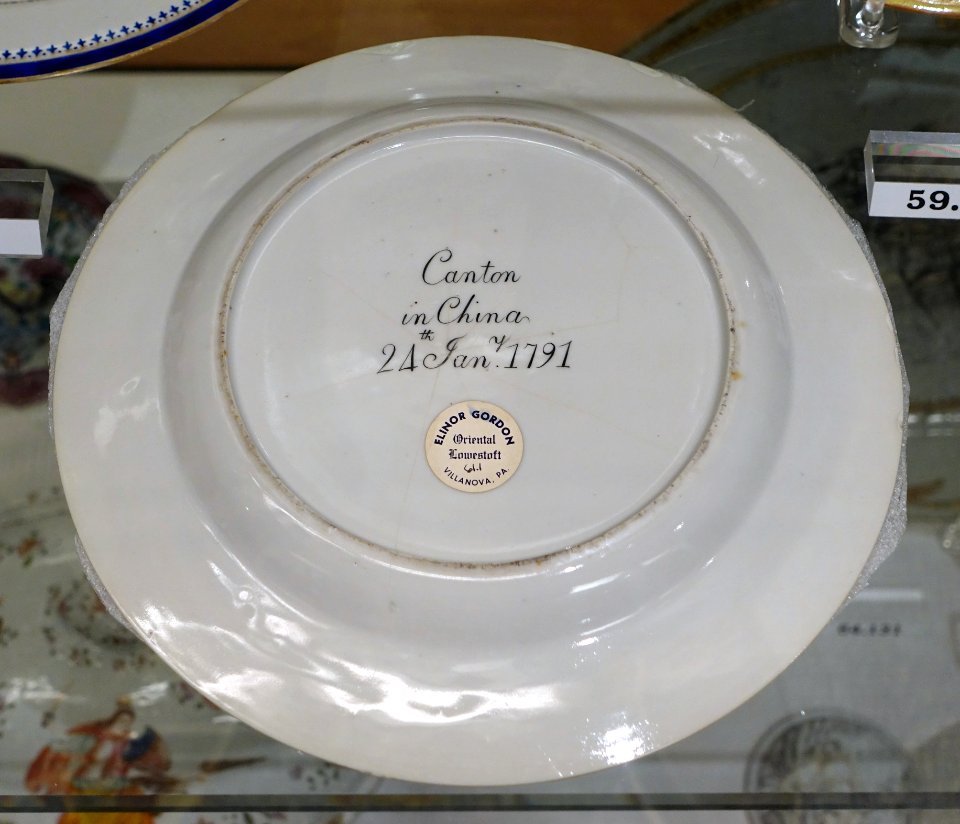 Canton
in China
24th Jany. 1791
ELINOR GORDON
Oriental
Lowestoft
VILLANOVA, PA.
59.